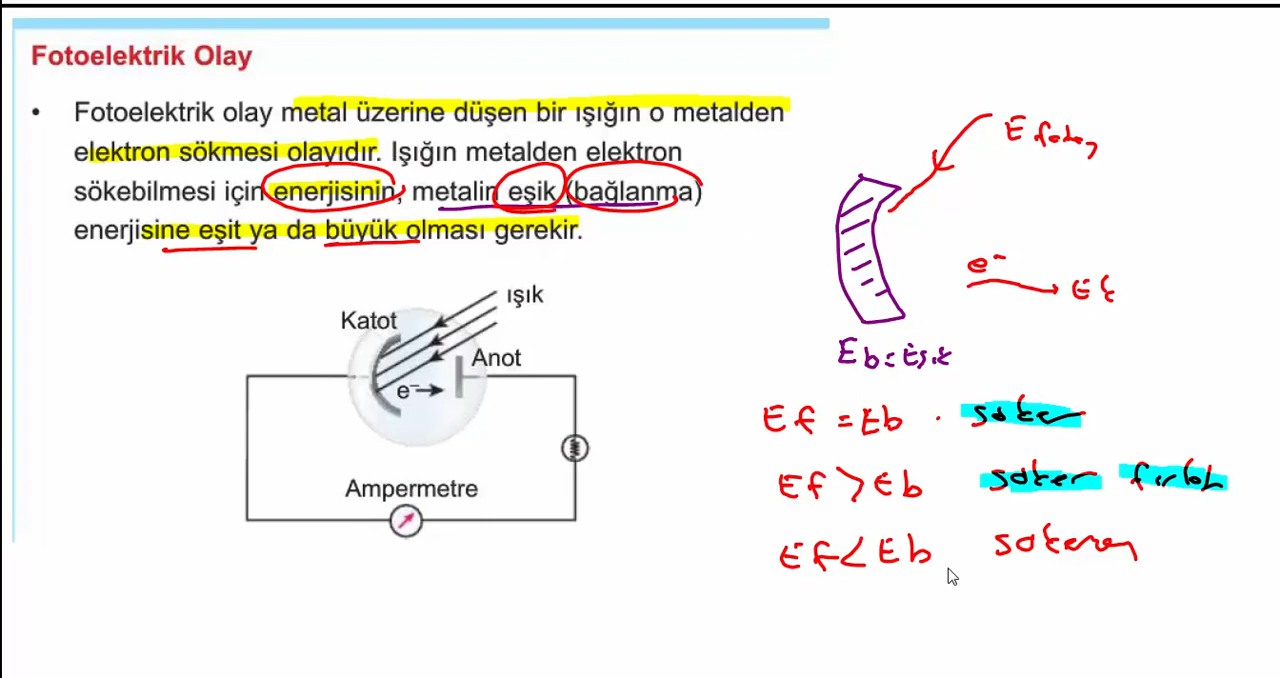 Fotoelektrik Olay
• Fotoelektrik olay metal üzerine düşen bir ışığın o metalden
elektron sökmesi olayıdır. Işığın metalden elektron
sökebilmesi için enerjisinin, metalin eşik (bağlanma)
enerjisine eşit ya da büyük olması gerekir.
ışık
Katot
Anot
e⁻
Ampermetre
E foton
e⁻
Ek
Eb = Eşik
Ef = Eb · söker
Ef > Eb söker fırlatır
Ef < Eb sökemez